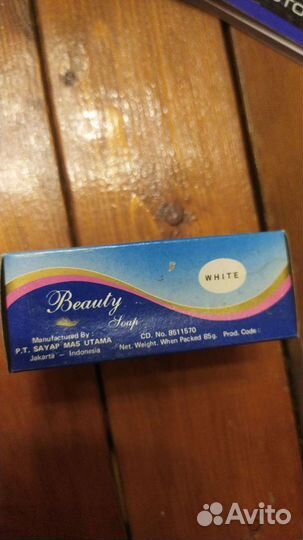 WHITE
Beauty
Soap
Manufactured By :
P.T. SAYAP MAS UTAMA
Jakarta – Indonesia
CD. No. 8511570
Net. Weight. When Packed 85g. Prod. Code :
Avito